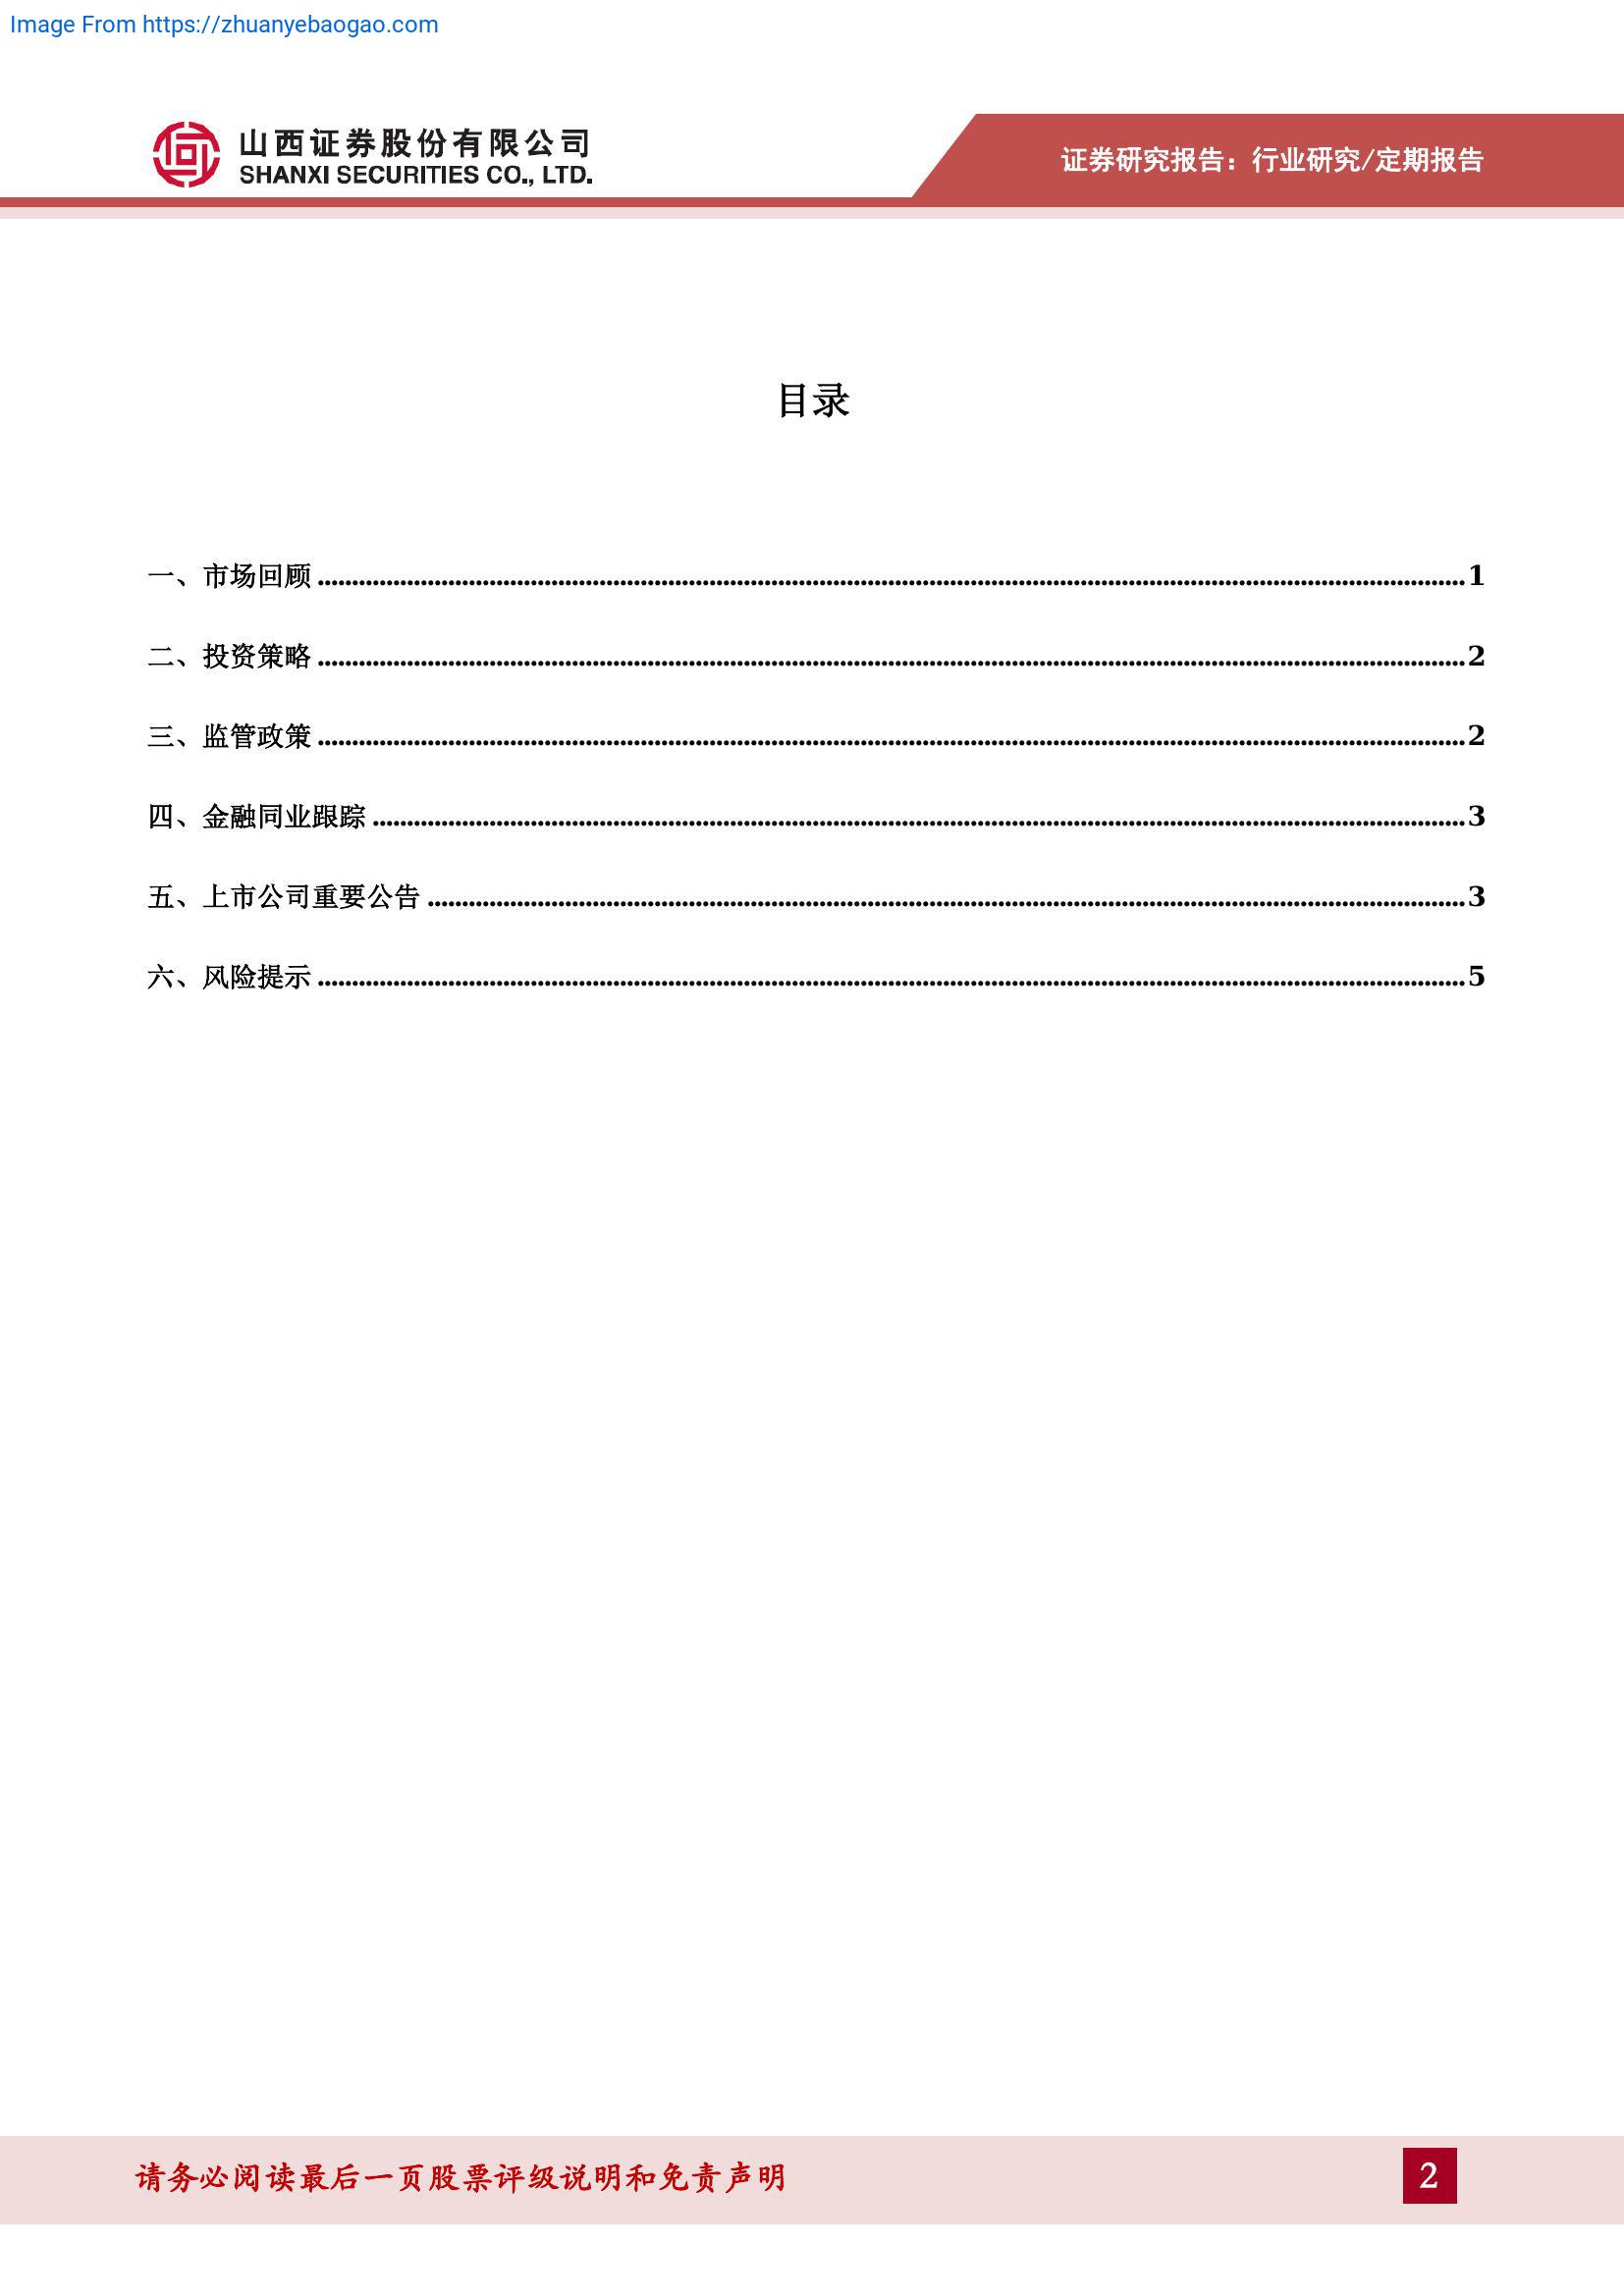 Image From https://zhuanyebaogao.com
山西证券股份有限公司
SHANXI SECURITIES CO., LTD.
证券研究报告：行业研究/定期报告
目录
一、市场回顾 ........................................ 1
二、投资策略 ........................................ 2
三、监管政策 ........................................ 2
四、金融同业跟踪 ........................................ 3
五、上市公司重要公告 ........................................ 3
六、风险提示 ........................................ 5
请务必阅读最后一页股票评级说明和免责声明
2